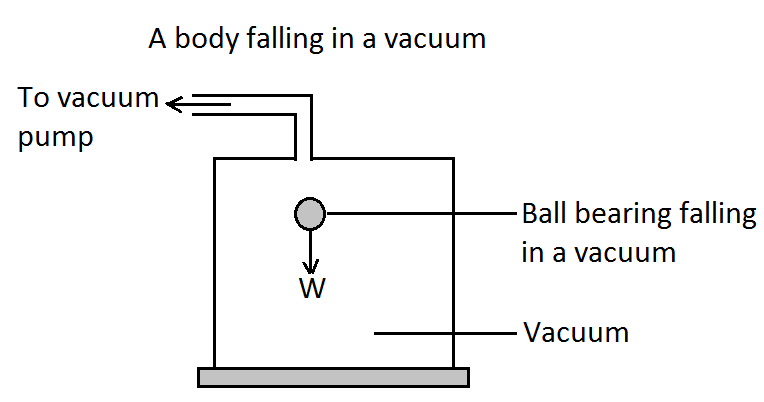 A body falling in a vacuum
To vacuum
pump
Ball bearing falling
in a vacuum
W
Vacuum